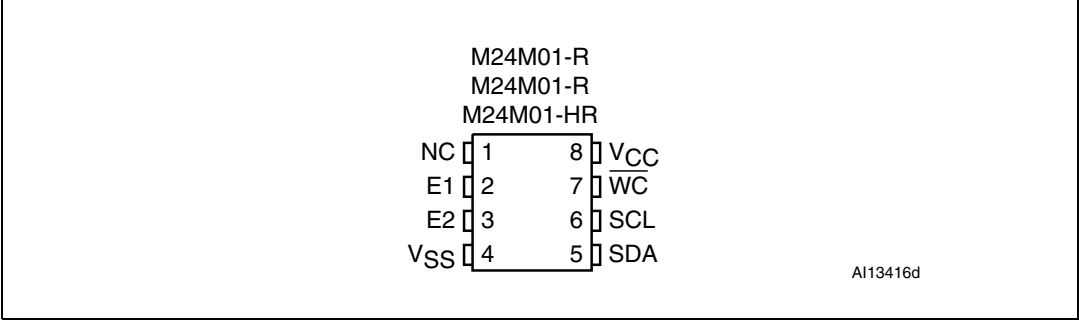 M24M01-R
M24M01-R
M24M01-HR
NC 1 8 VCC
E1 2 7 W̅C̅
E2 3 6 SCL
VSS 4 5 SDA
AI13416d